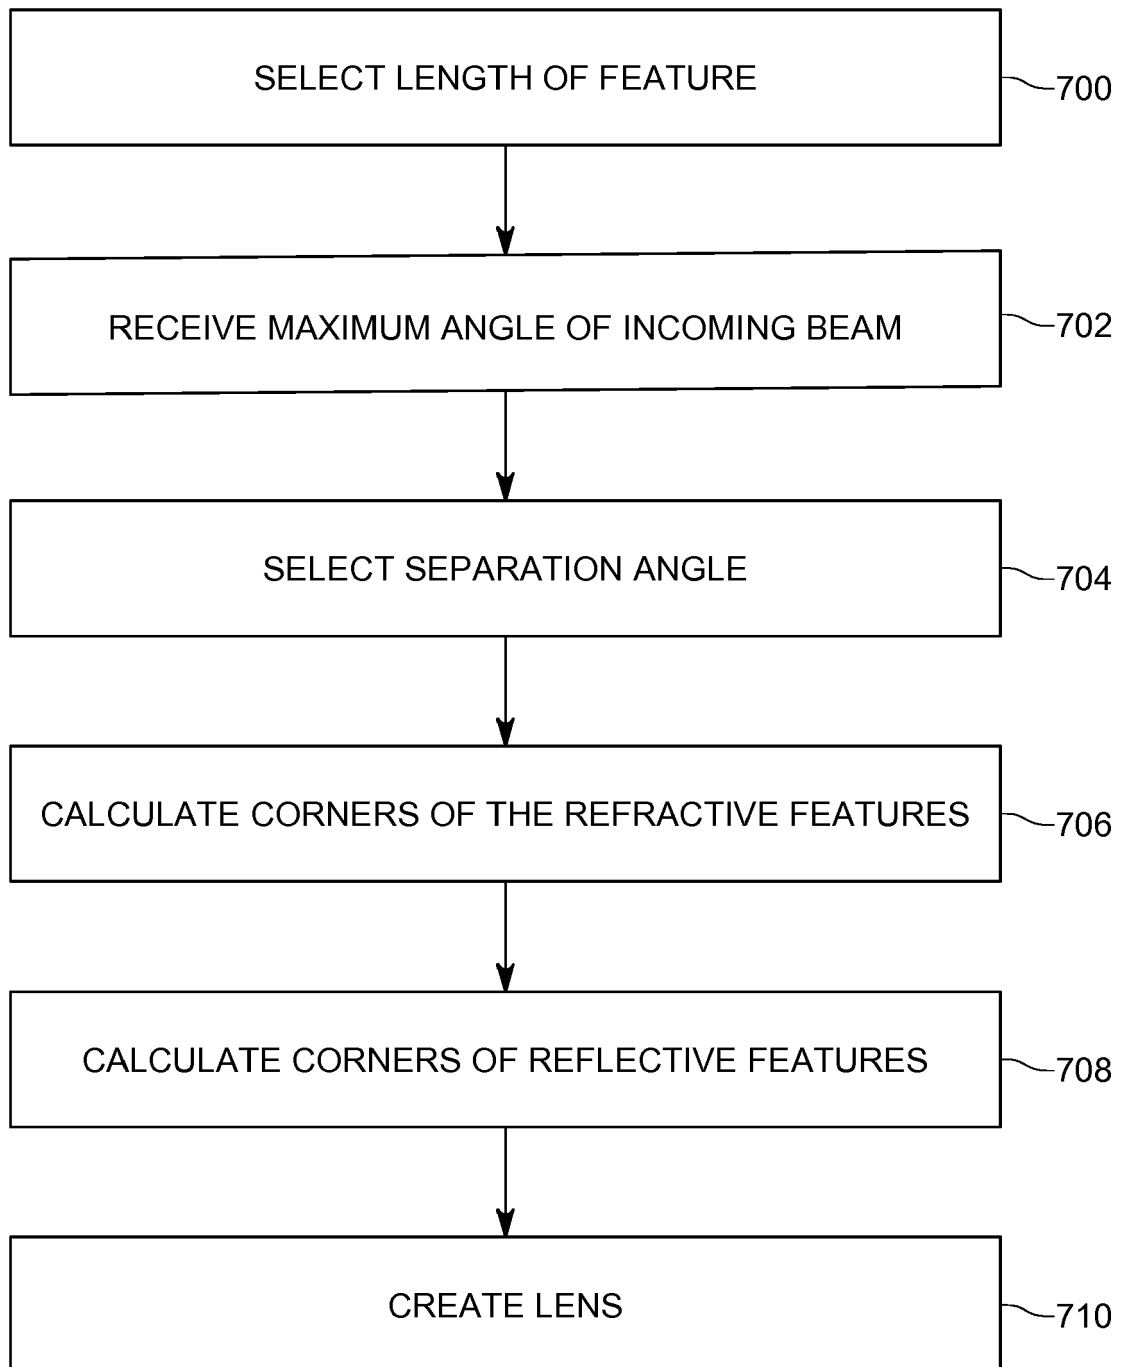 SELECT LENGTH OF FEATURE
700
RECEIVE MAXIMUM ANGLE OF INCOMING BEAM
702
SELECT SEPARATION ANGLE
704
CALCULATE CORNERS OF THE REFRACTIVE FEATURES
706
CALCULATE CORNERS OF REFLECTIVE FEATURES
708
CREATE LENS
710